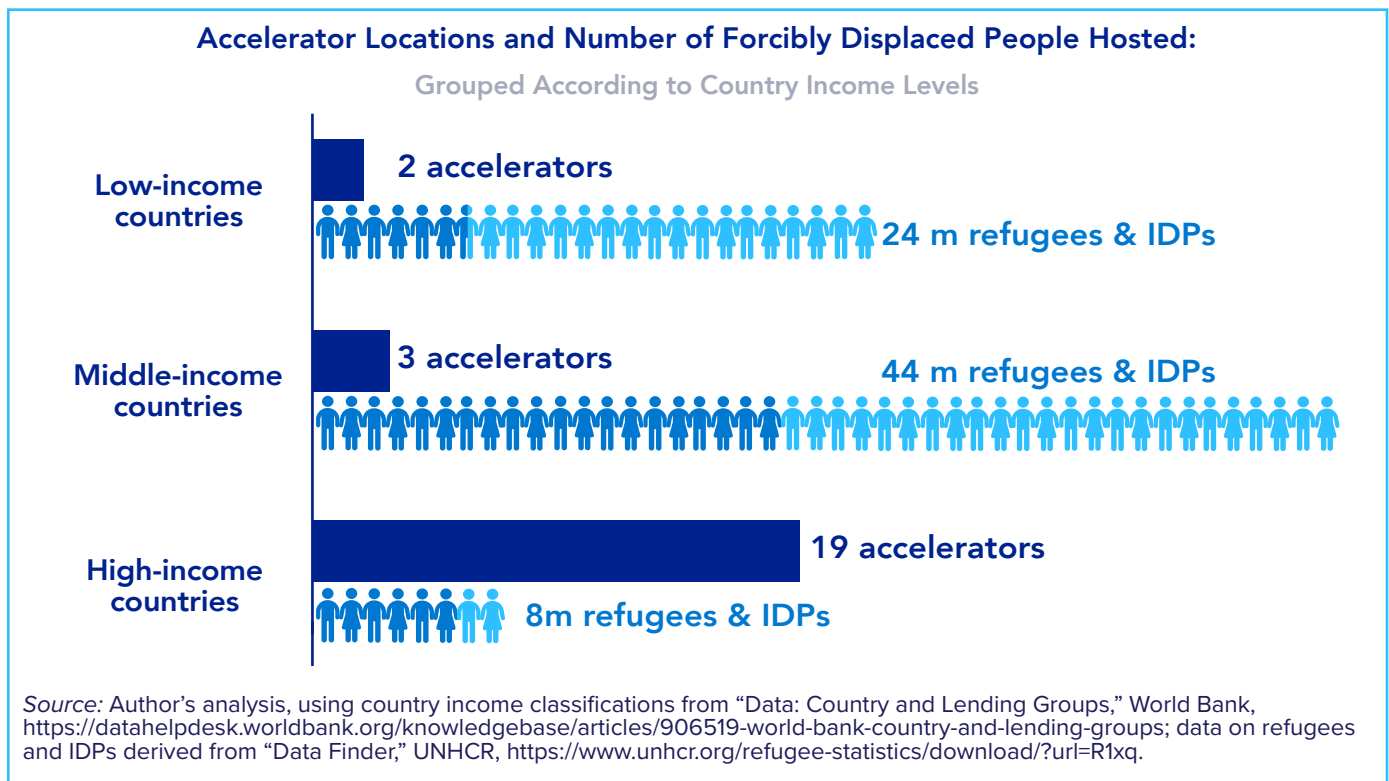 Accelerator Locations and Number of Forcibly Displaced People Hosted:
Grouped According to Country Income Levels
Low-income
countries
2 accelerators
24 m refugees & IDPs
Middle-income
countries
3 accelerators
44 m refugees & IDPs
High-income
countries
19 accelerators
8m refugees & IDPs
Source: Author’s analysis, using country income classifications from “Data: Country and Lending Groups,” World Bank,
https://datahelpdesk.worldbank.org/knowledgebase/articles/906519-world-bank-country-and-lending-groups; data on refugees
and IDPs derived from “Data Finder,” UNHCR, https://www.unhcr.org/refugee-statistics/download/?url=R1xq.